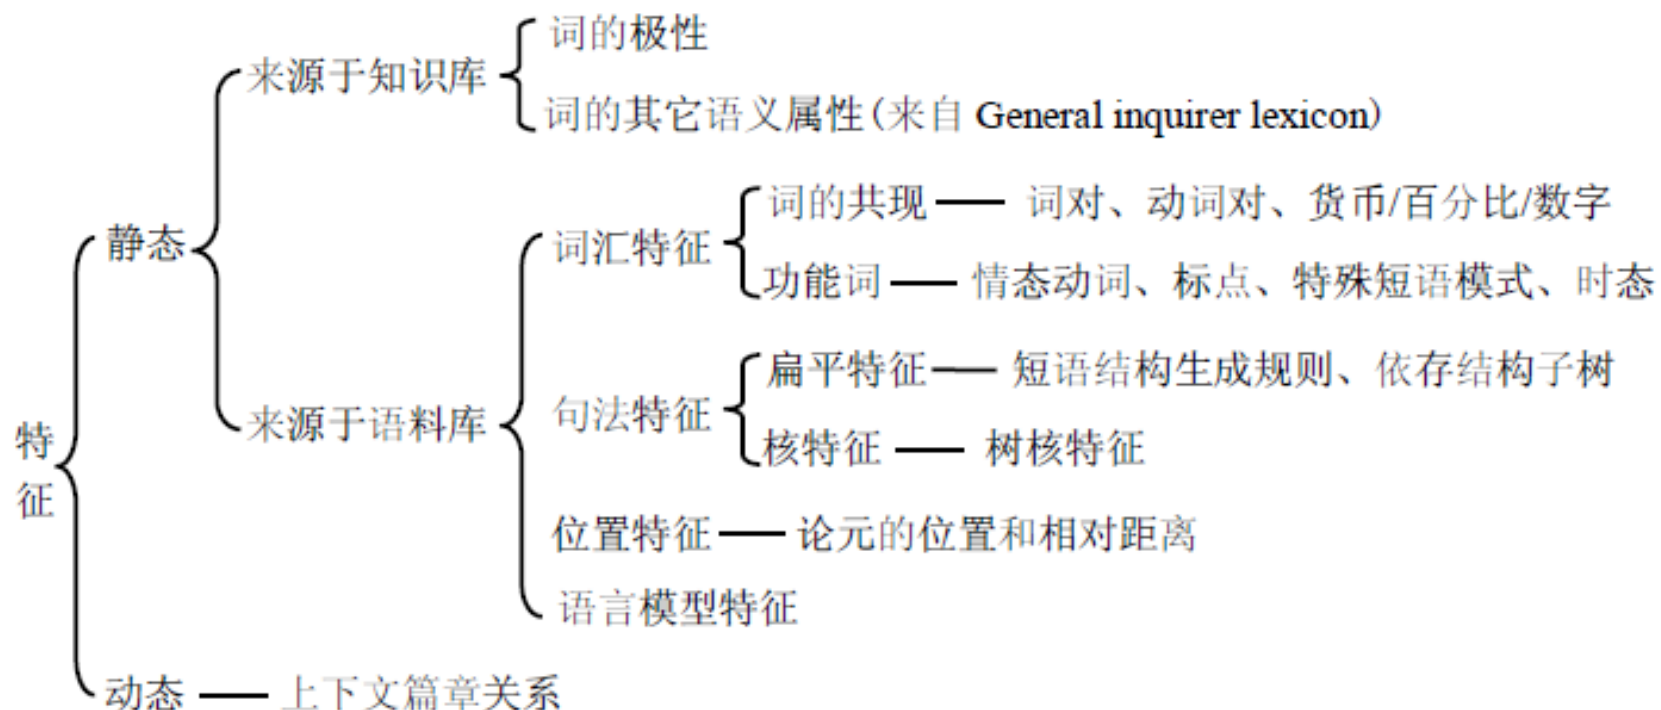 特征
静态
来源于知识库
词的极性
词的其它语义属性(来自 General inquirer lexicon)
来源于语料库
词汇特征
词的共现 — 词对、动词对、货币/百分比/数字
功能词 — 情态动词、标点、特殊短语模式、时态
句法特征
扁平特征 — 短语结构生成规则、依存结构子树
核特征 — 树核特征
位置特征 — 论元的位置和相对距离
语言模型特征
动态 — 上下文篇章关系